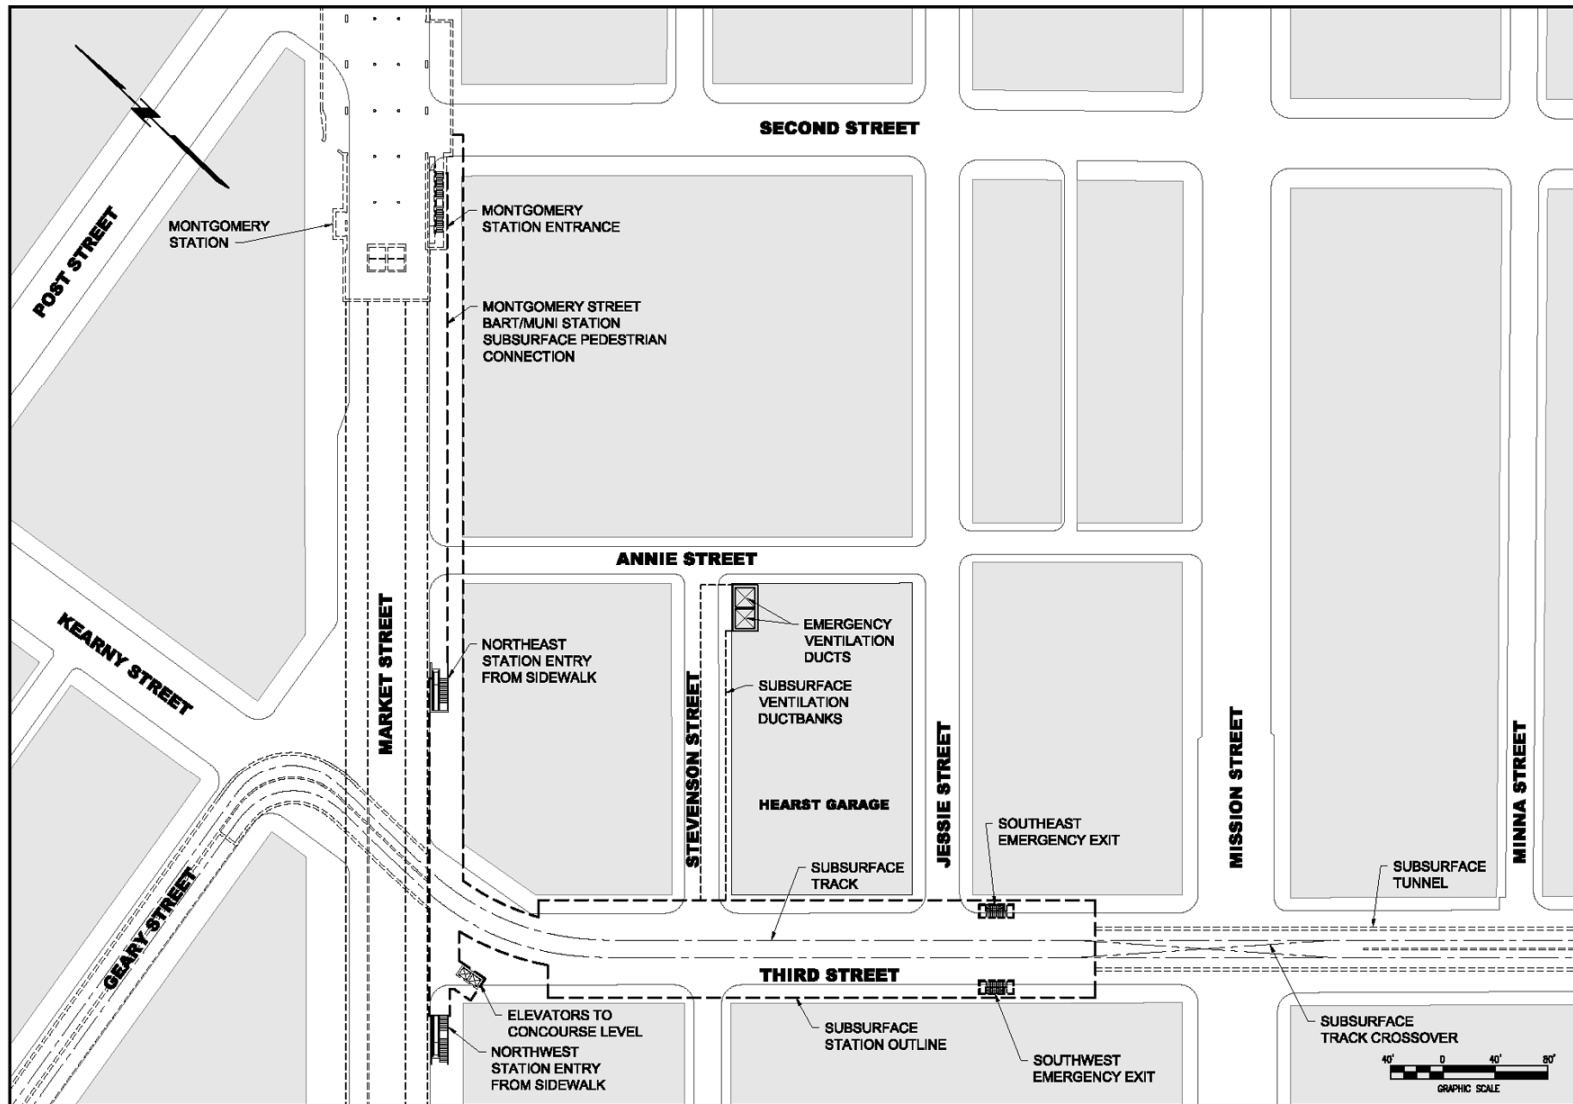 SECOND STREET
MONTGOMERY
STATION
MONTGOMERY
STATION ENTRANCE
POST STREET
MONTGOMERY STREET
BART/MUNI STATION
SUBSURFACE PEDESTRIAN
CONNECTION
ANNIE STREET
KEARNY STREET
MARKET STREET
NORTHEAST
STATION ENTRY
FROM SIDEWALK
EMERGENCY
VENTILATION
DUCTS
SUBSURFACE
VENTILATION
DUCTBANKS
STEVENSON STREET
HEARST GARAGE
JESSIE STREET
MISSION STREET
MINNA STREET
SOUTHEAST
EMERGENCY EXIT
SUBSURFACE
TRACK
SUBSURFACE
TUNNEL
GEARY STREET
THIRD STREET
ELEVATORS TO
CONCOURSE LEVEL
NORTHWEST
STATION ENTRY
FROM SIDEWALK
SUBSURFACE
STATION OUTLINE
SOUTHWEST
EMERGENCY EXIT
SUBSURFACE
TRACK CROSSOVER
40' 0 40' 80'
GRAPHIC SCALE